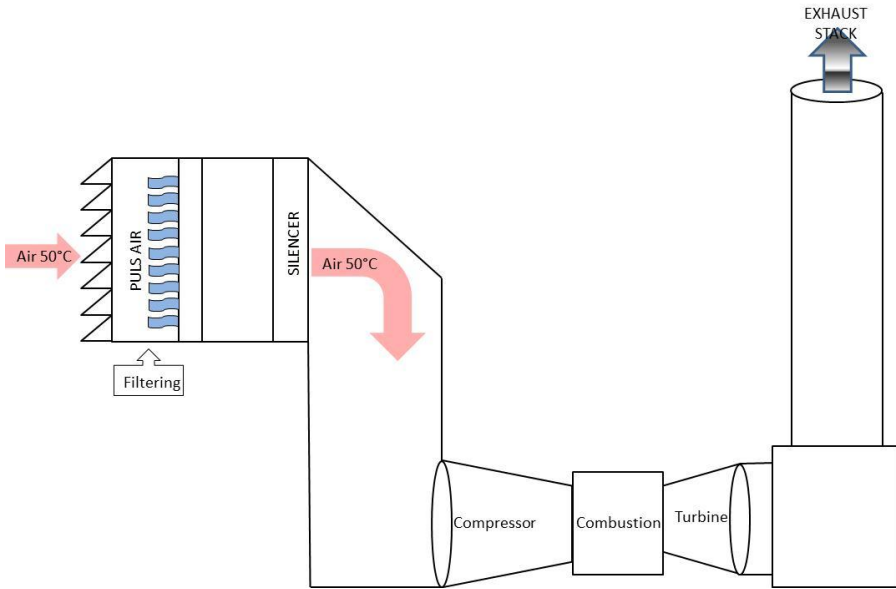 EXHAUST
STACK
Air 50°C
PULS AIR
SILENCER
Air 50°C
Filtering
Compressor
Combustion
Turbine